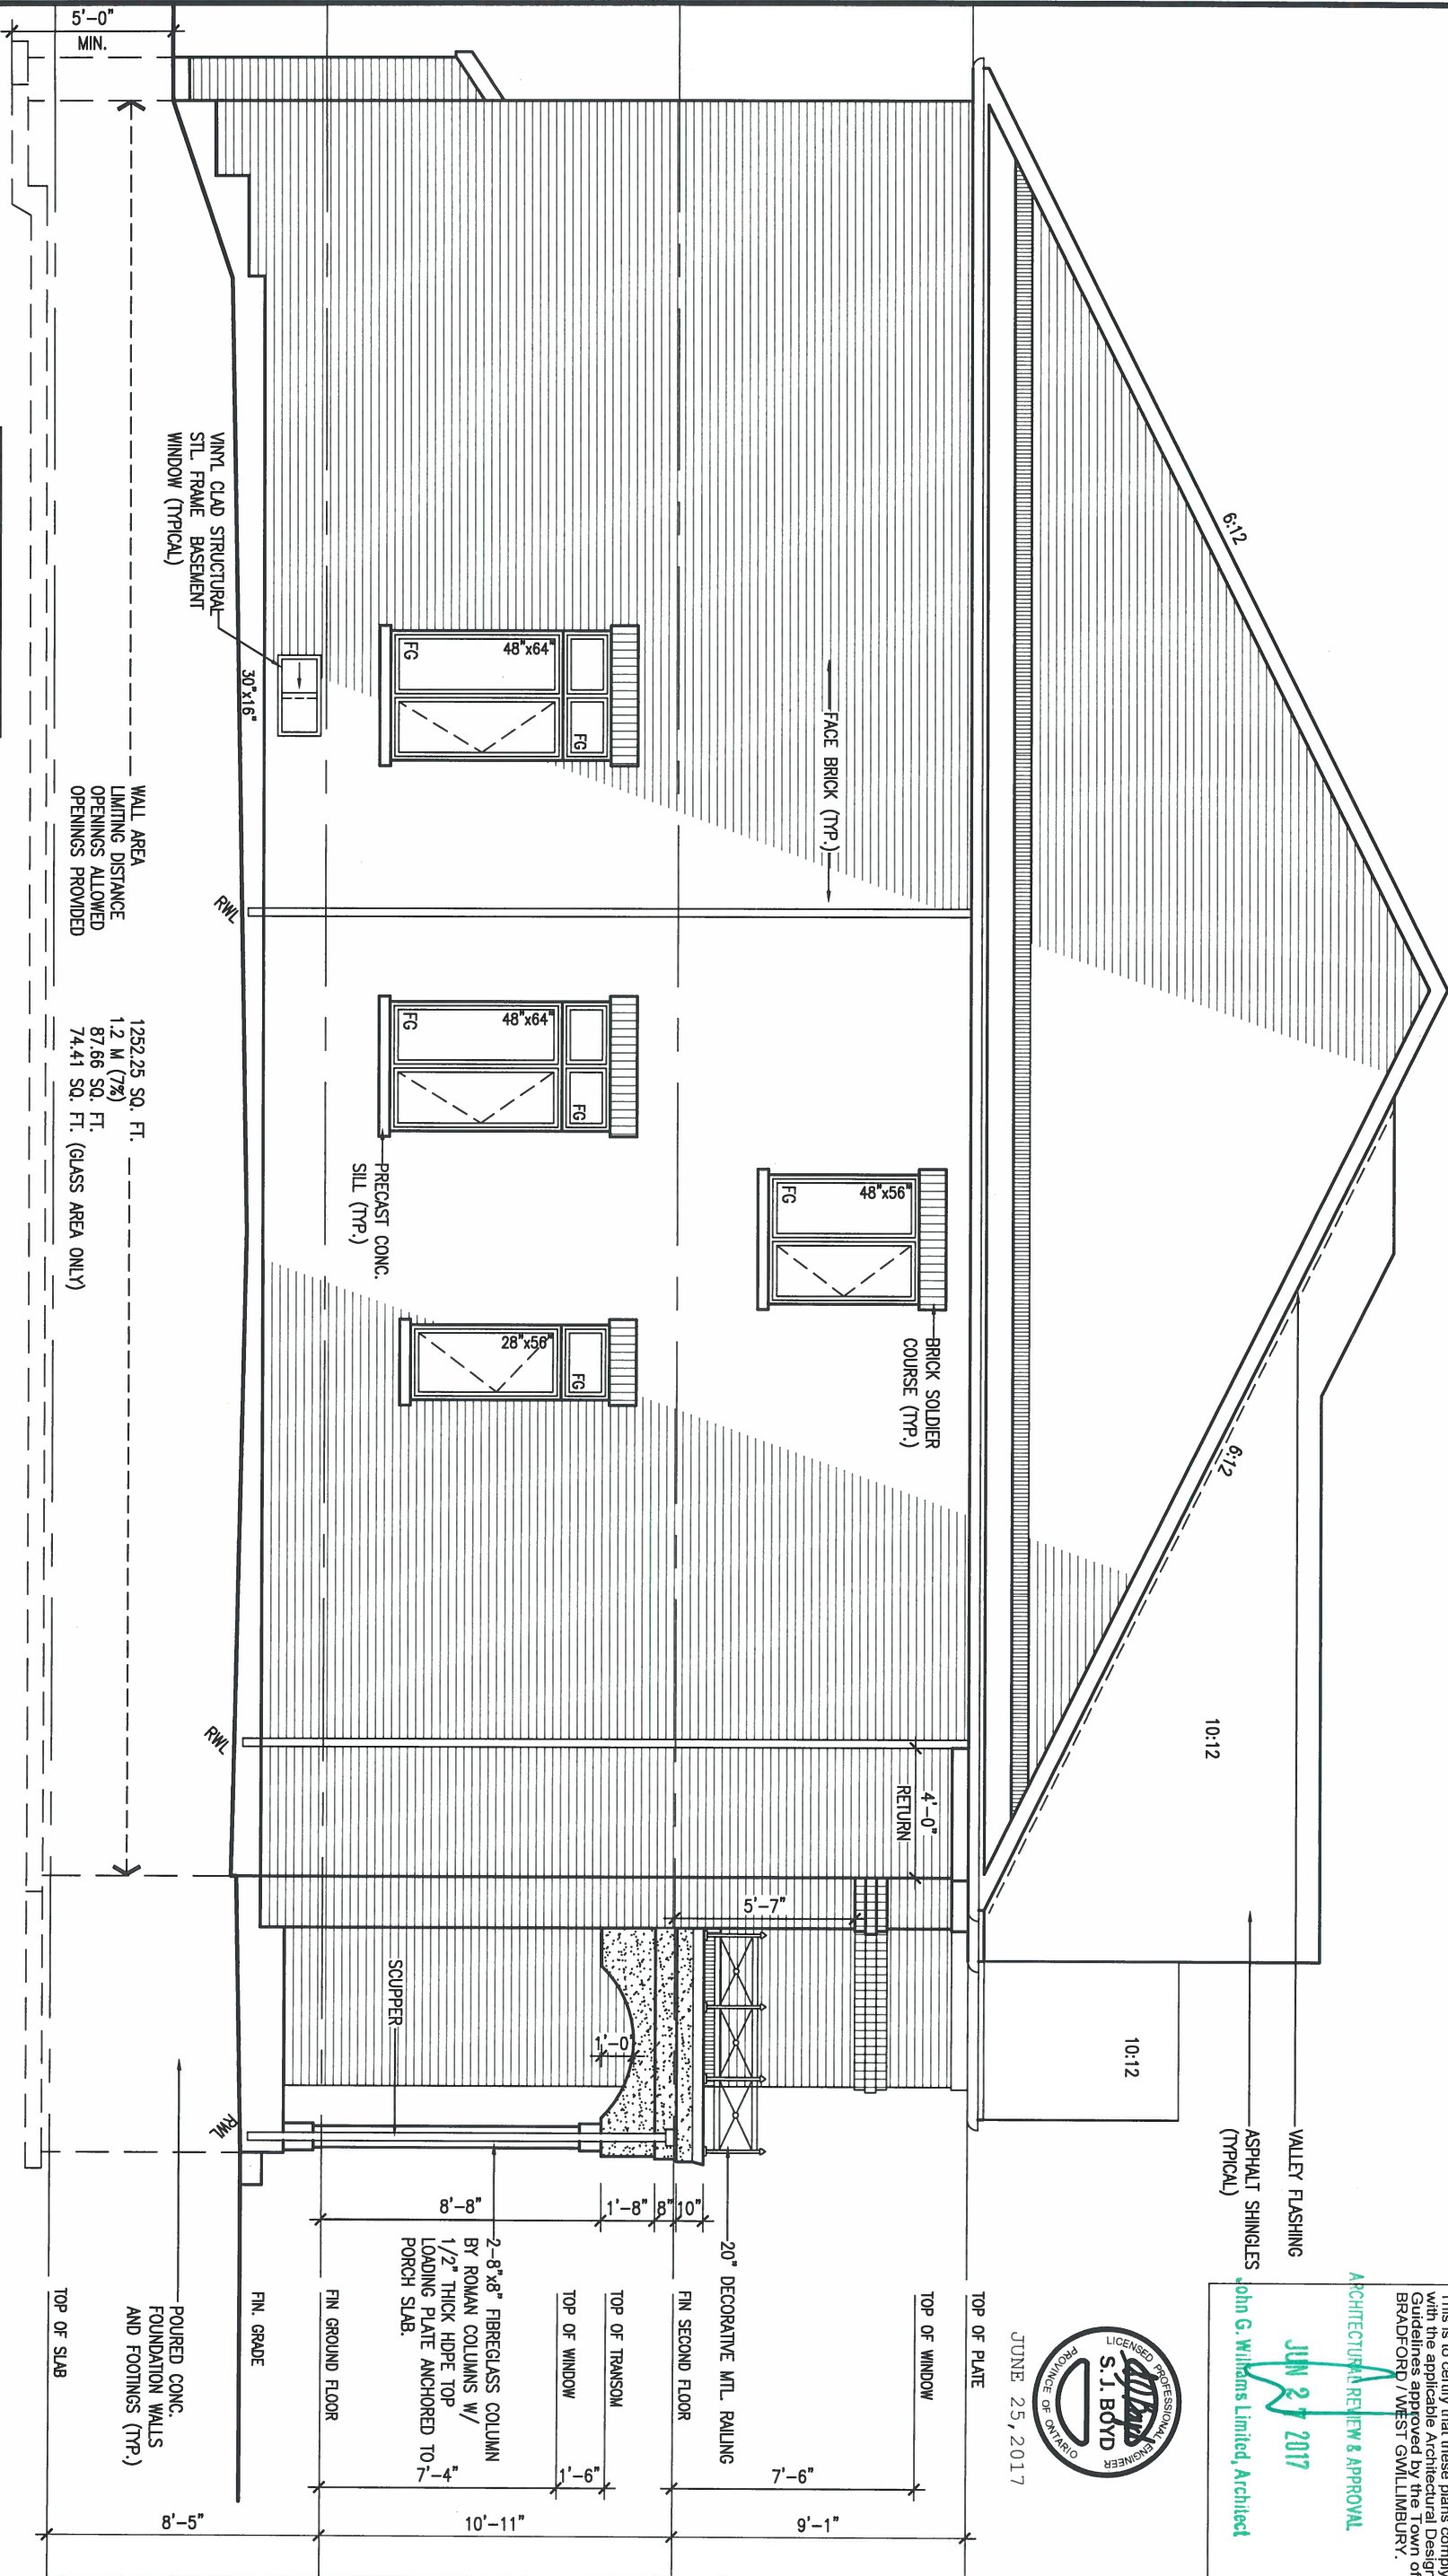 This is to certify that these plans comply
with the applicable Architectural Design
Guidelines approved by the Town of
BRADFORD / WEST GWILLIMBURY.
ARCHITECTURAL REVIEW & APPROVAL
JUN 27 2017
John G. Williams Limited, Architect
LICENSED PROFESSIONAL ENGINEER
S. J. BOYD
PROVINCE OF ONTARIO
JUNE 25, 2017
VALLEY FLASHING
ASPHALT SHINGLES
(TYPICAL)
6:12
6:12
10:12
10:12
TOP OF PLATE
TOP OF WINDOW
FIN SECOND FLOOR
TOP OF TRANSOM
TOP OF WINDOW
FIN GROUND FLOOR
FIN. GRADE
TOP OF SLAB
9'-1"
7'-6"
10'-11"
1'-6"
7'-4"
8'-5"
20" DECORATIVE MTL. RAILING
10"
8"
1'-8"
8'-8"
2-8"x8" FIBREGLASS COLUMN
BY ROMAN COLUMNS W/
1/2" THICK HDPE TOP
LOADING PLATE ANCHORED TO
PORCH SLAB.
POURED CONC.
FOUNDATION WALLS
AND FOOTINGS (TYP.)
5'-7"
1'-0"
SCUPPER
RWL
4'-0"
RETURN
FACE BRICK (TYP.)
BRICK SOLDIER
COURSE (TYP.)
48"x56"
FG
48"x64"
FG
FG
48"x64"
FG
FG
28"x56"
FG
PRECAST CONC.
SILL (TYP.)
30"x16"
VINYL CLAD STRUCTURAL
STL. FRAME BASEMENT
WINDOW (TYPICAL)
RWL
RWL
WALL AREA 1252.25 SQ. FT.
LIMITING DISTANCE 1.2 M (7%)
OPENINGS ALLOWED 87.66 SQ. FT.
OPENINGS PROVIDED 74.41 SQ. FT. (GLASS AREA ONLY)
5'-0"
MIN.